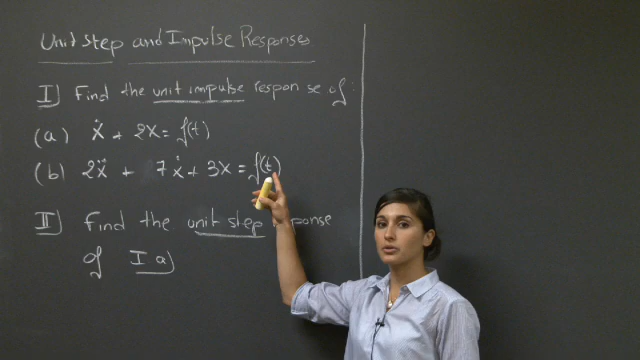 Unit Step and Impulse Responses
I] Find the unit impulse response of:
(a) ẋ + 2x = f(t)
(b) 2ẍ + 7ẋ + 3x = f(t)
II] Find the unit step response
of I.a)